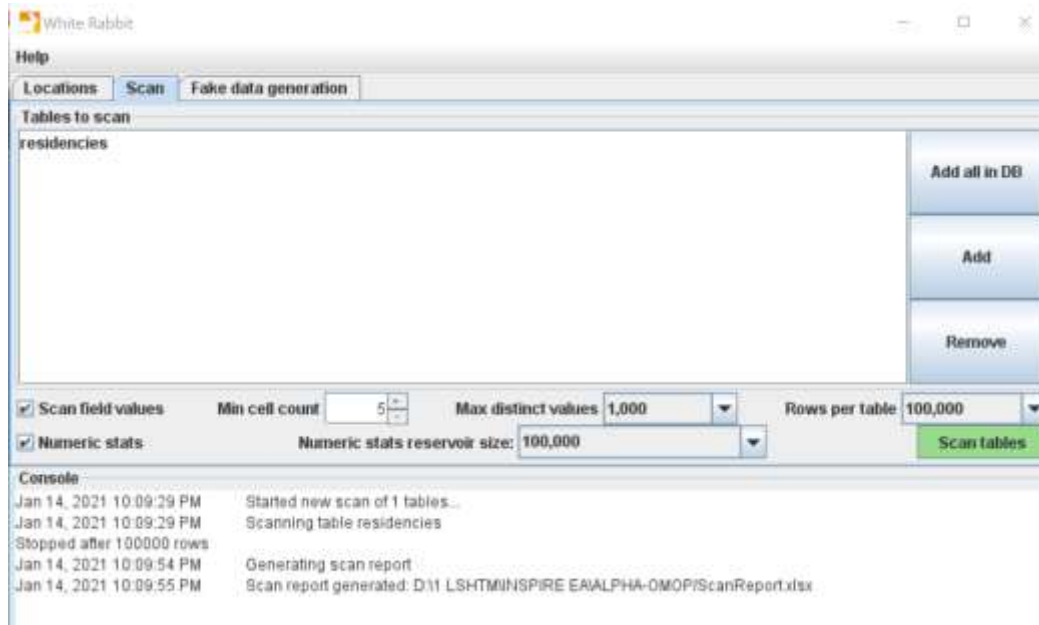 White Rabbit
Help
Locations Scan Fake data generation
Tables to scan
residencies
Add all in DB
Add
Remove
Scan field values Min cell count 5 Max distinct values 1,000 Rows per table 100,000
Numeric stats Numeric stats reservoir size: 100,000 Scan tables
Console
Jan 14, 2021 10:09:29 PM Started new scan of 1 tables...
Jan 14, 2021 10:09:29 PM Scanning table residencies
Stopped after 100000 rows
Jan 14, 2021 10:09:54 PM Generating scan report
Jan 14, 2021 10:09:55 PM Scan report generated: D:\1 LSHTM\INSPIRE EA\ALPHA-OMOP/ScanReport.xlsx